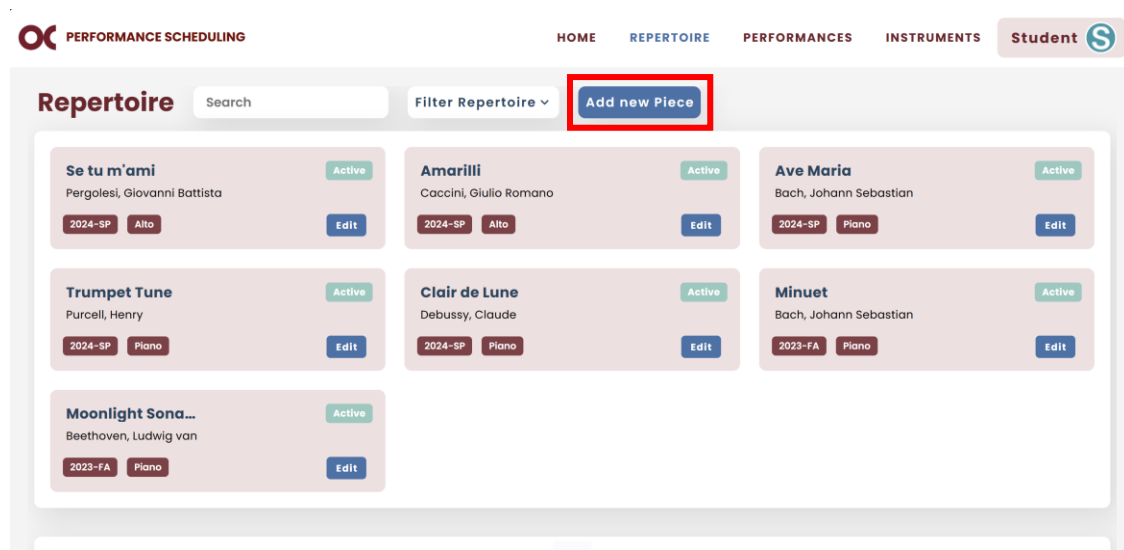 OC PERFORMANCE SCHEDULING HOME REPERTOIRE PERFORMANCES INSTRUMENTS Student S
Repertoire Search Filter Repertoire Add new Piece
Se tu m'ami Active
Pergolesi, Giovanni Battista
2024-SP Alto Edit
Amarilli Active
Caccini, Giulio Romano
2024-SP Alto Edit
Ave Maria Active
Bach, Johann Sebastian
2024-SP Piano Edit
Trumpet Tune Active
Purcell, Henry
2024-SP Piano Edit
Clair de Lune Active
Debussy, Claude
2024-SP Piano Edit
Minuet Active
Bach, Johann Sebastian
2023-FA Piano Edit
Moonlight Sona... Active
Beethoven, Ludwig van
2023-FA Piano Edit